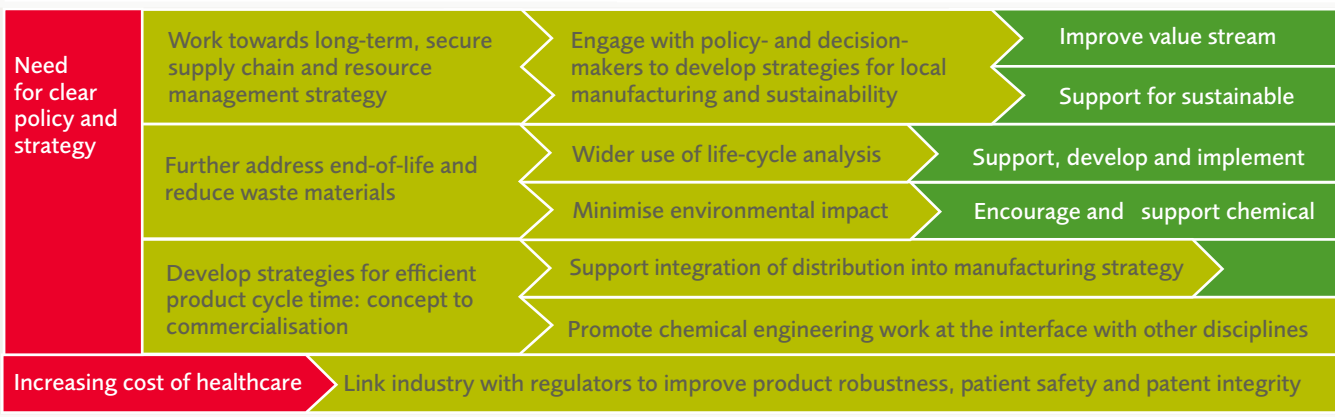 Need
for clear
policy and
strategy
Work towards long-term, secure
supply chain and resource
management strategy
Engage with policy- and decision-
makers to develop strategies for local
manufacturing and sustainability
Improve value stream
Support for sustainable
Further address end-of-life and
reduce waste materials
Wider use of life-cycle analysis
Support, develop and implement
Minimise environmental impact
Encourage and support chemical
Develop strategies for efficient
product cycle time: concept to
commercialisation
Support integration of distribution into manufacturing strategy
Promote chemical engineering work at the interface with other disciplines
Increasing cost of healthcare
Link industry with regulators to improve product robustness, patient safety and patent integrity